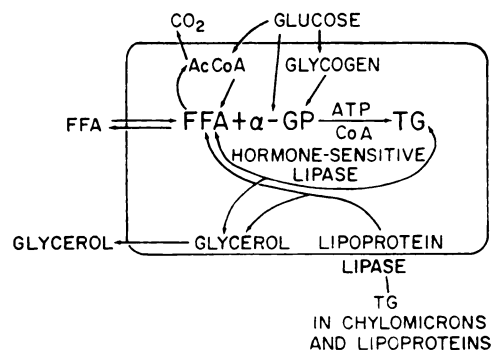 CO2 GLUCOSE
AcCoA GLYCOGEN
FFA FFA+α-GP ATP TG
CoA
HORMONE-SENSITIVE
LIPASE
GLYCEROL GLYCEROL LIPOPROTEIN
LIPASE
TG
IN CHYLOMICRONS
AND LIPOPROTEINS